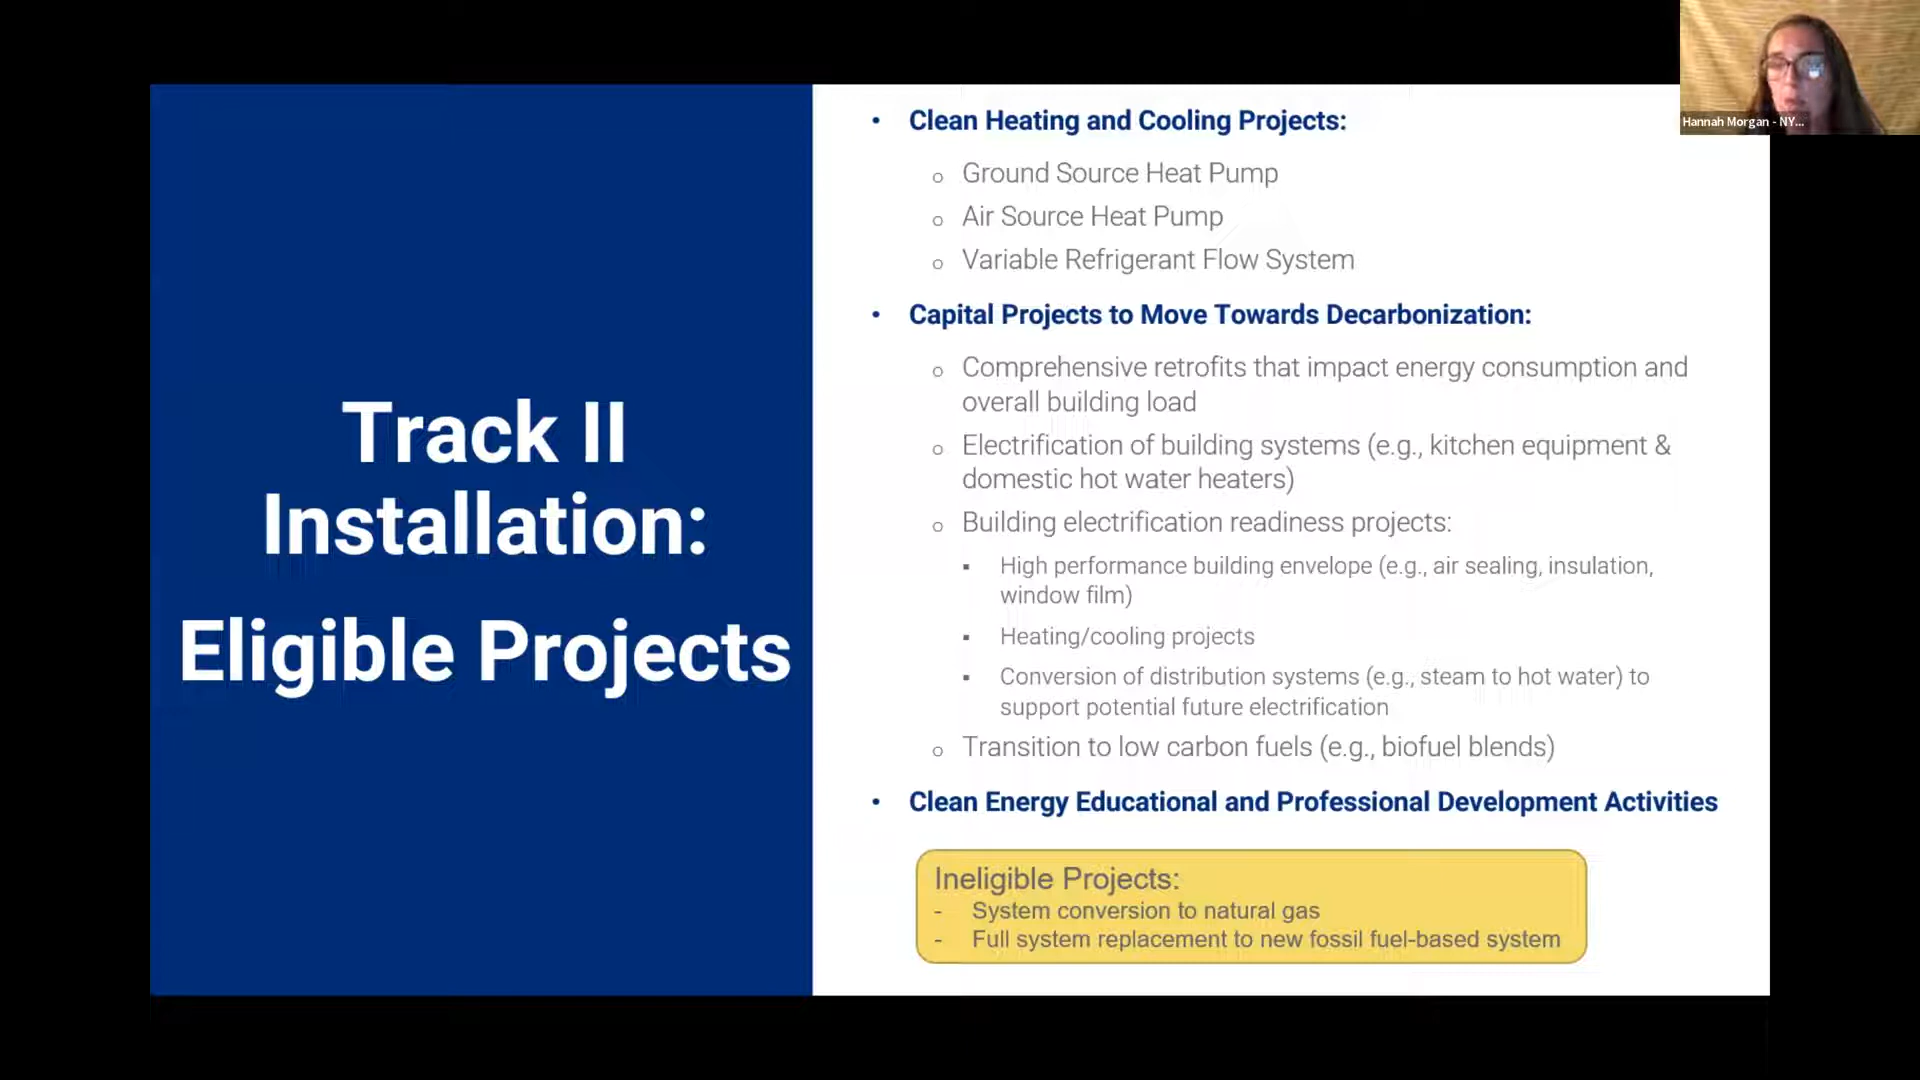 Track II
Installation:
Eligible Projects
• Clean Heating and Cooling Projects:
o Ground Source Heat Pump
o Air Source Heat Pump
o Variable Refrigerant Flow System
• Capital Projects to Move Towards Decarbonization:
o Comprehensive retrofits that impact energy consumption and
overall building load
o Electrification of building systems (e.g., kitchen equipment &
domestic hot water heaters)
o Building electrification readiness projects:
▪ High performance building envelope (e.g., air sealing, insulation,
window film)
▪ Heating/cooling projects
▪ Conversion of distribution systems (e.g., steam to hot water) to
support potential future electrification
o Transition to low carbon fuels (e.g., biofuel blends)
• Clean Energy Educational and Professional Development Activities
Ineligible Projects:
- System conversion to natural gas
- Full system replacement to new fossil fuel-based system
Hannah Morgan - NY...